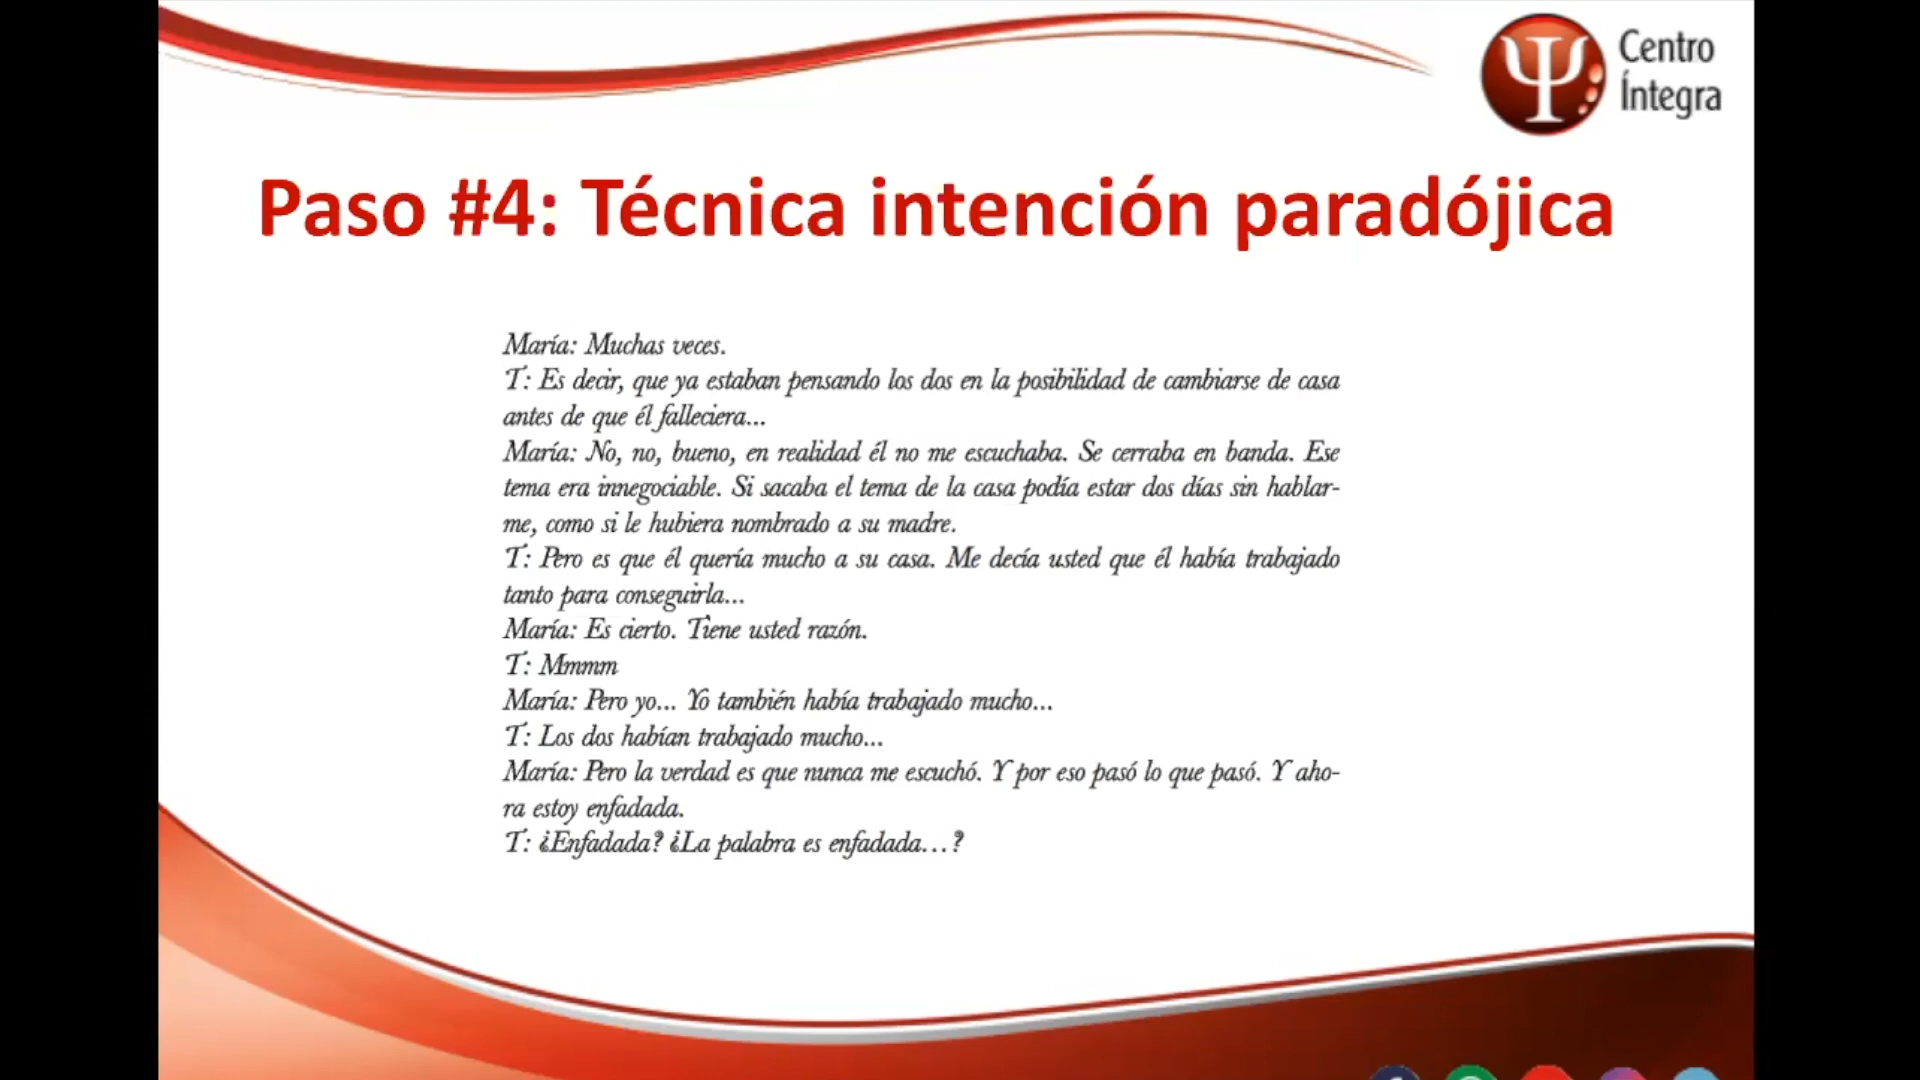 Centro
Íntegra
Paso #4: Técnica intención paradójica
María: Muchas veces.
T: Es decir, que ya estaban pensando los dos en la posibilidad de cambiarse de casa
antes de que él falleciera...
María: No, no, bueno, en realidad él no me escuchaba. Se cerraba en banda. Ese
tema era innegociable. Si sacaba el tema de la casa podía estar dos días sin hablar-
me, como si le hubiera nombrado a su madre.
T: Pero es que él quería mucho a su casa. Me decía usted que él había trabajado
tanto para conseguirla...
María: Es cierto. Tiene usted razón.
T: Mmmm
María: Pero yo... Yo también había trabajado mucho...
T: Los dos habían trabajado mucho...
María: Pero la verdad es que nunca me escuchó. Y por eso pasó lo que pasó. Y aho-
ra estoy enfadada.
T: ¿Enfadada? ¿La palabra es enfadada...?